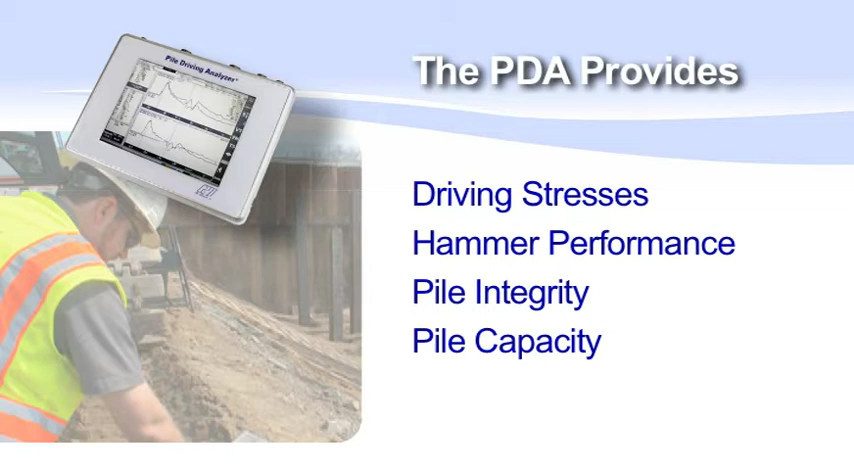 Pile Driving Analyzer®
The PDA Provides
Driving Stresses
Hammer Performance
Pile Integrity
Pile Capacity